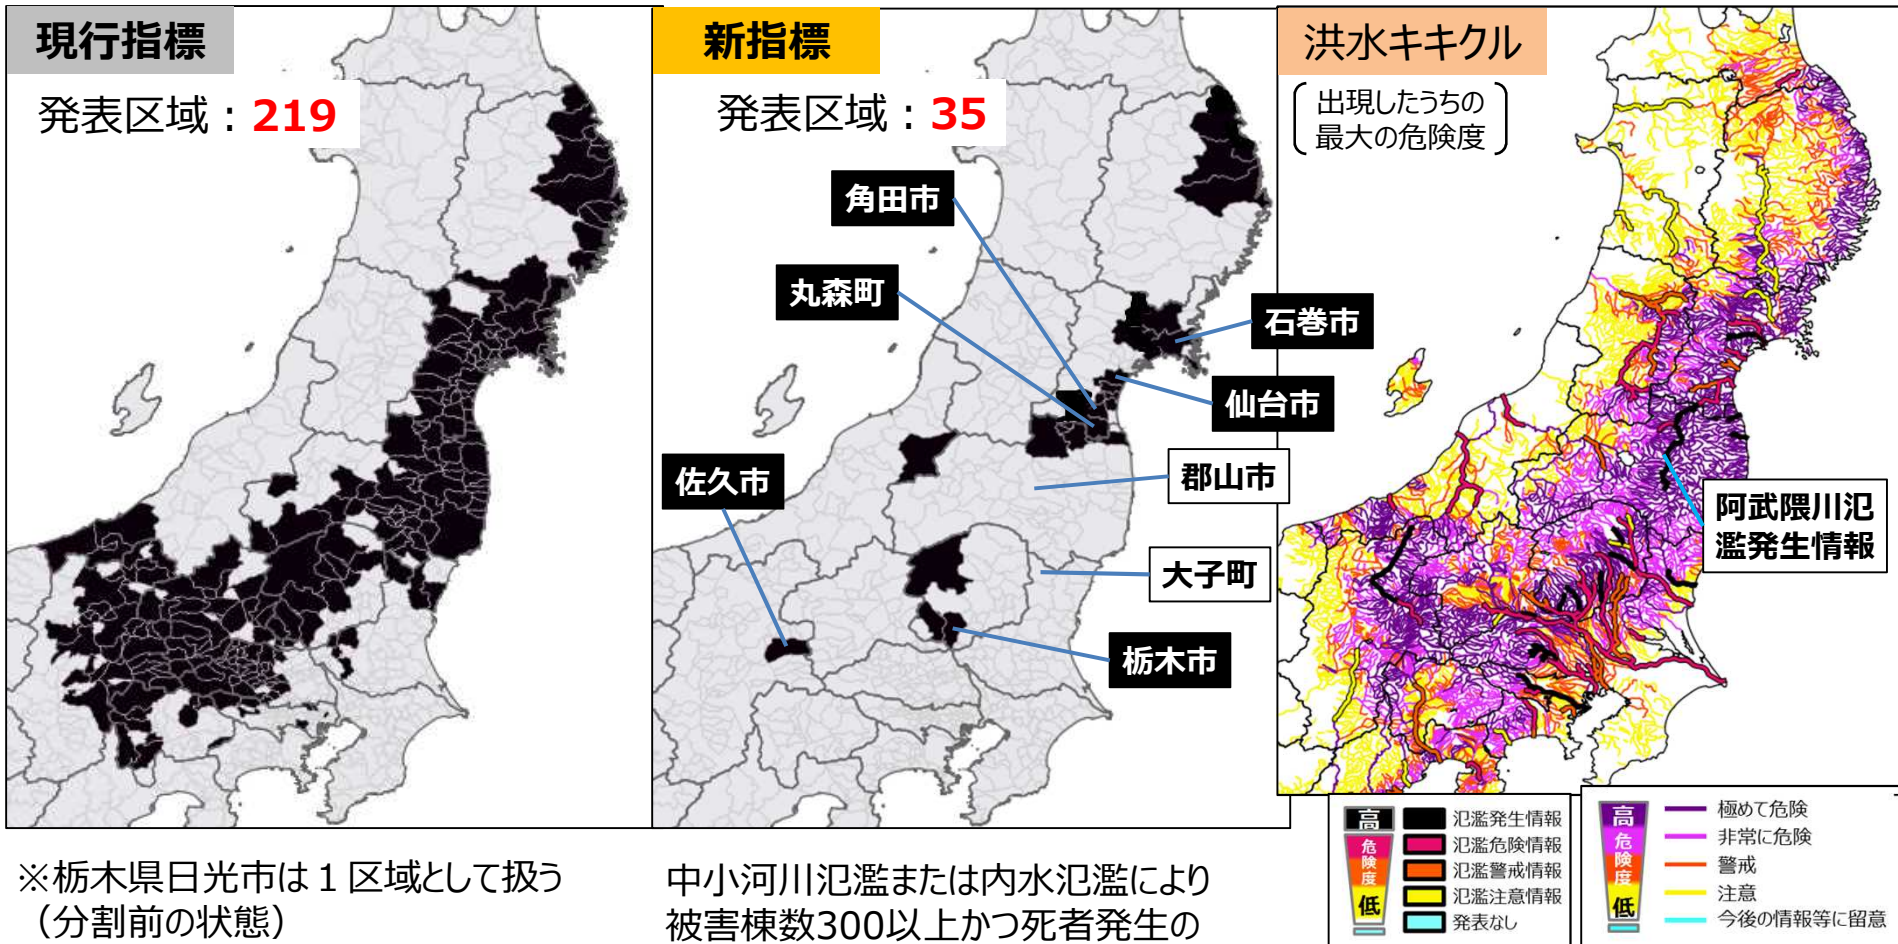 現行指標
発表区域：219
新指標
発表区域：35
洪水キキクル
出現したうちの
最大の危険度
角田市
丸森町
石巻市
仙台市
佐久市
郡山市
大子町
栃木市
阿武隈川氾
濫発生情報
高
危険度
低
氾濫発生情報
氾濫危険情報
氾濫警戒情報
氾濫注意情報
発表なし
高
危険度
低
極めて危険
非常に危険
警戒
注意
今後の情報等に留意
※栃木県日光市は１区域として扱う
（分割前の状態）
中小河川氾濫または内水氾濫により
被害棟数300以上かつ死者発生の